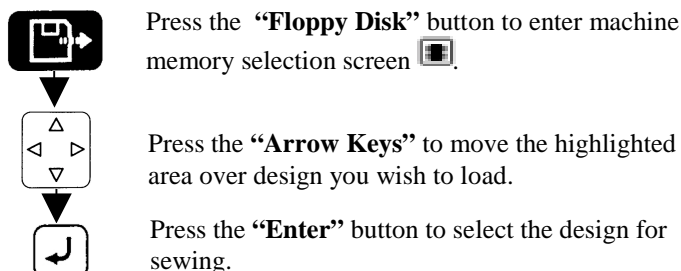 Press the “Floppy Disk” button to enter machine
memory selection screen .
Press the “Arrow Keys” to move the highlighted
area over design you wish to load.
Press the “Enter” button to select the design for
sewing.